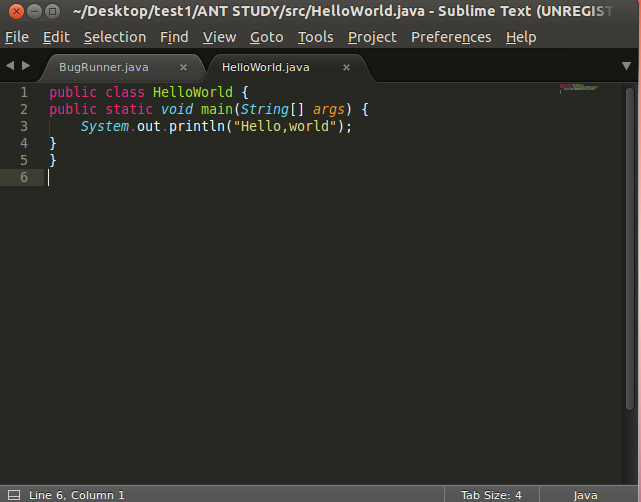 ~/Desktop/test1/ANT STUDY/src/HelloWorld.java - Sublime Text (UNREGIST
File Edit Selection Find View Goto Tools Project Preferences Help
BugRunner.java × HelloWorld.java ×
1 public class HelloWorld {
2 public static void main(String[] args) {
3     System.out.println("Hello,world");
4 }
5 }
6
Line 6, Column 1 Tab Size: 4 Java